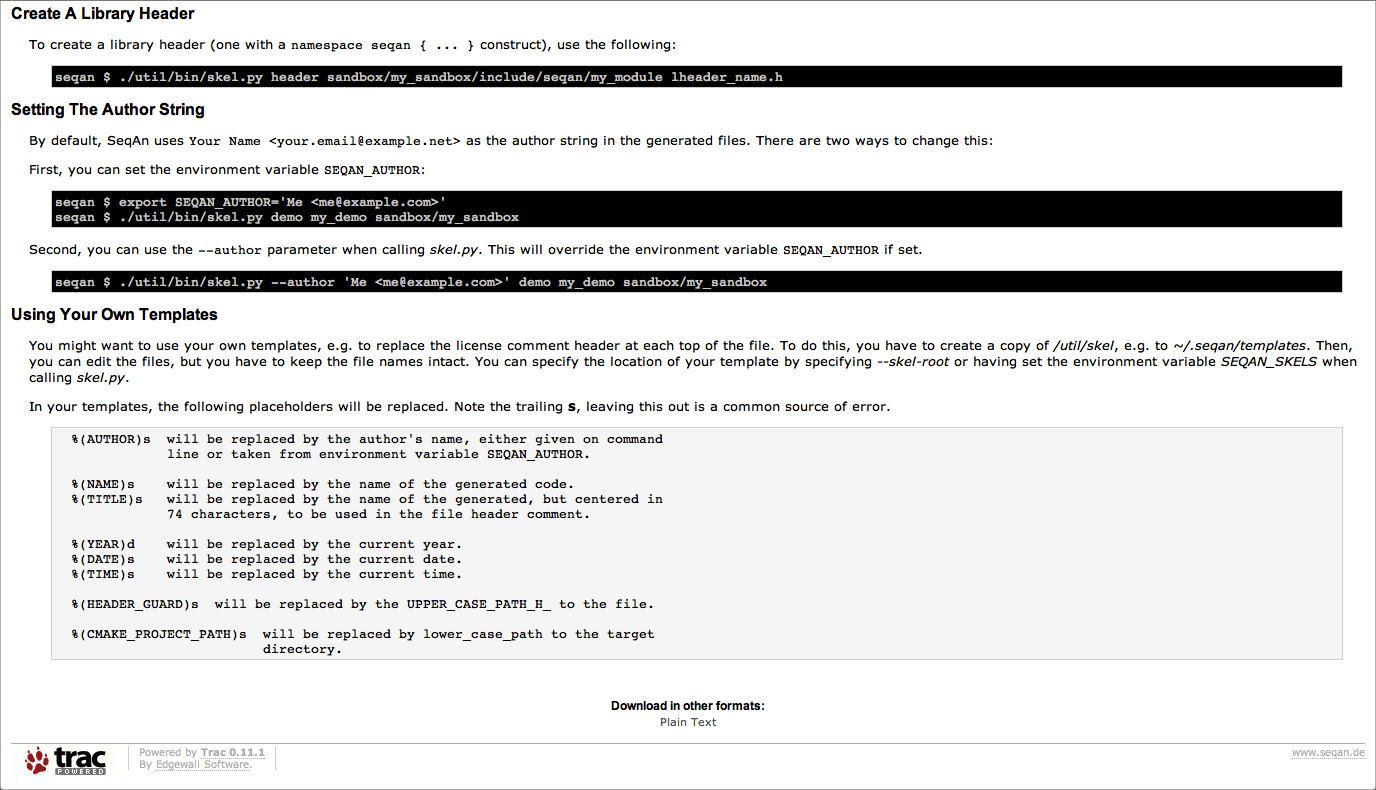 Create A Library Header
To create a library header (one with a namespace seqan { ... } construct), use the following:
seqan $ ./util/bin/skel.py header sandbox/my_sandbox/include/seqan/my_module lheader_name.h
Setting The Author String
By default, SeqAn uses Your Name <your.email@example.net> as the author string in the generated files. There are two ways to change this:
First, you can set the environment variable SEQAN_AUTHOR:
seqan $ export SEQAN_AUTHOR='Me <me@example.com>'
seqan $ ./util/bin/skel.py demo my_demo sandbox/my_sandbox
Second, you can use the --author parameter when calling skel.py. This will override the environment variable SEQAN_AUTHOR if set.
seqan $ ./util/bin/skel.py --author 'Me <me@example.com>' demo my_demo sandbox/my_sandbox
Using Your Own Templates
You might want to use your own templates, e.g. to replace the license comment header at each top of the file. To do this, you have to create a copy of /util/skel, e.g. to ~/.seqan/templates. Then,
you can edit the files, but you have to keep the file names intact. You can specify the location of your template by specifying --skel-root or having set the environment variable SEQAN_SKELS when
calling skel.py.
In your templates, the following placeholders will be replaced. Note the trailing s, leaving this out is a common source of error.
%(AUTHOR)s  will be replaced by the author's name, either given on command
line or taken from environment variable SEQAN_AUTHOR.
%(NAME)s    will be replaced by the name of the generated code.
%(TITLE)s   will be replaced by the name of the generated, but centered in
74 characters, to be used in the file header comment.
%(YEAR)d    will be replaced by the current year.
%(DATE)s    will be replaced by the current date.
%(TIME)s    will be replaced by the current time.
%(HEADER_GUARD)s  will be replaced by the UPPER_CASE_PATH_H_ to the file.
%(CMAKE_PROJECT_PATH)s  will be replaced by lower_case_path to the target
directory.
Download in other formats:
Plain Text
trac
POWERED
Powered by Trac 0.11.1
By Edgewall Software.
www.seqan.de